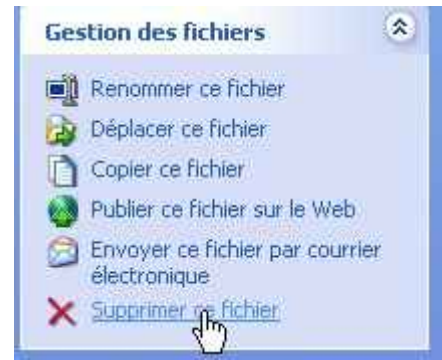 Gestion des fichiers
Renommer ce fichier
Déplacer ce fichier
Copier ce fichier
Publier ce fichier sur le Web
Envoyer ce fichier par courrier
électronique
Supprimer ce fichier